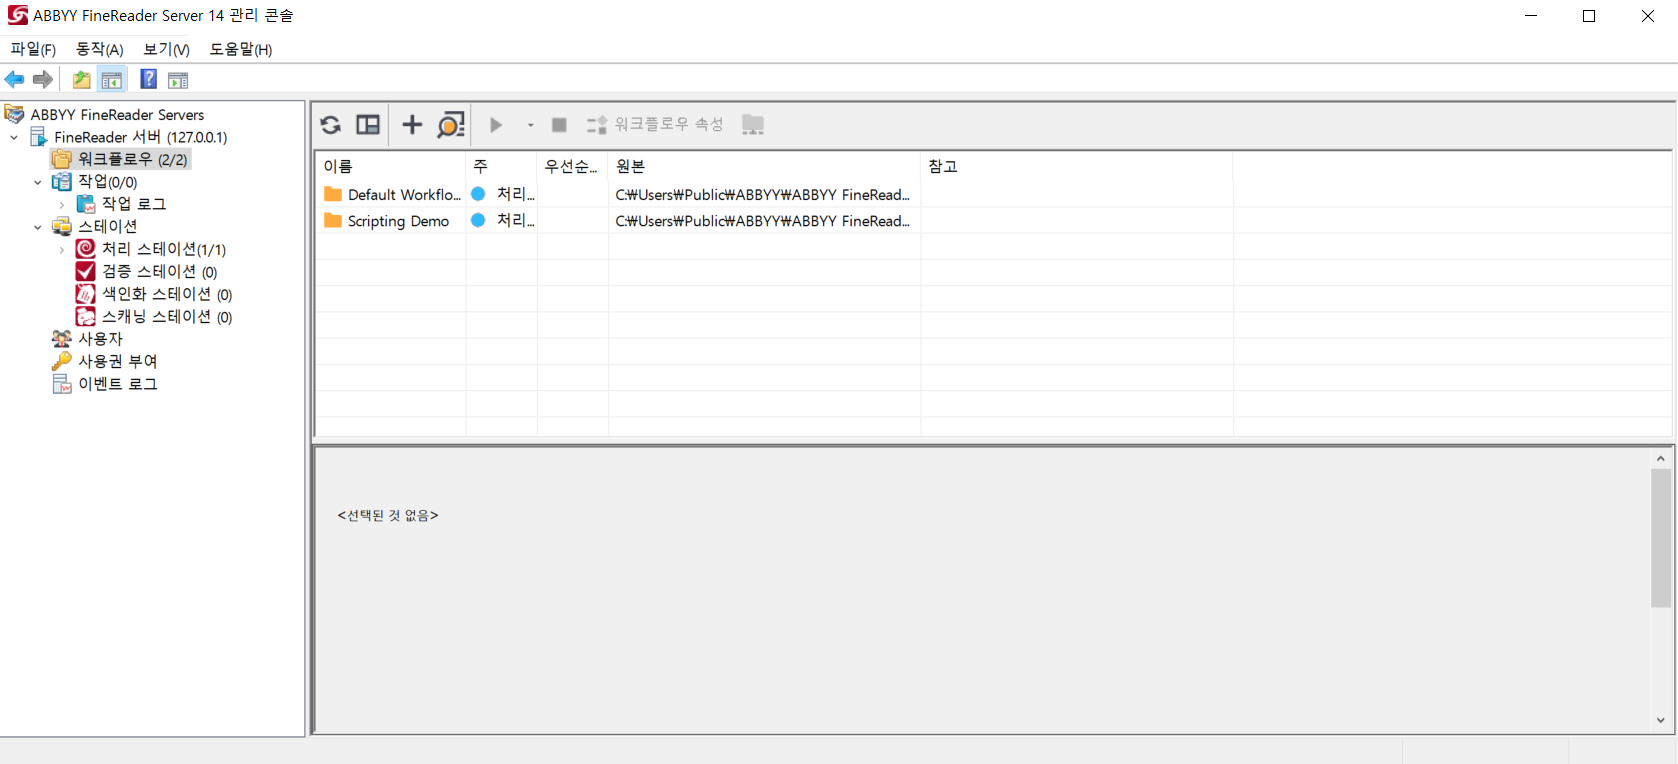 ABBYY FineReader Server 14 관리 콘솔
파일(F) 동작(A) 보기(V) 도움말(H)
ABBYY FineReader Servers
FineReader 서버 (127.0.0.1)
워크플로우 (2/2)
작업(0/0)
작업 로그
스테이션
처리 스테이션(1/1)
검증 스테이션 (0)
색인화 스테이션 (0)
스캐닝 스테이션 (0)
사용자
사용권 부여
이벤트 로그
워크플로우 속성
이름 주 우선순... 원본 참고
Default Workflo... 처리... C:₩Users₩Public₩ABBYY₩ABBYY FineRead...
Scripting Demo 처리... C:₩Users₩Public₩ABBYY₩ABBYY FineRead...
<선택된 것 없음>